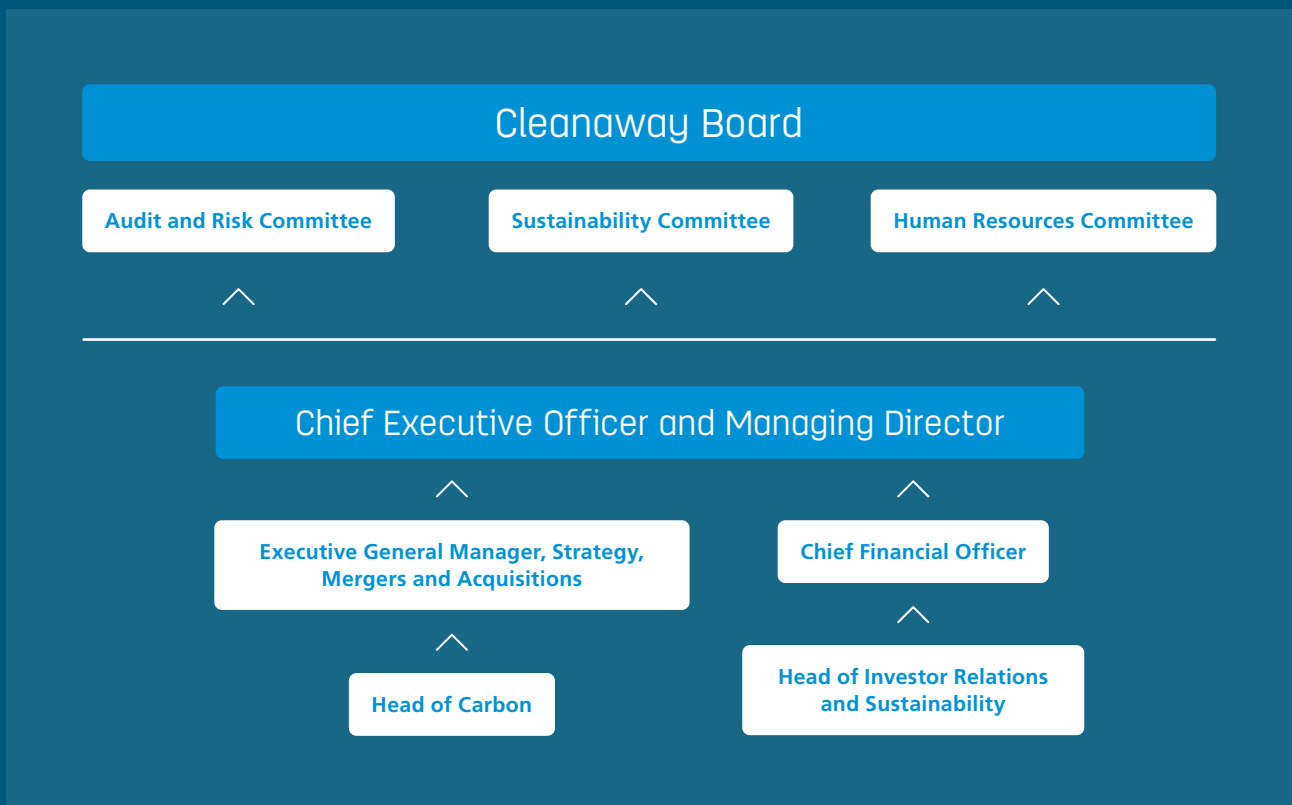 Cleanaway Board
Audit and Risk Committee
Sustainability Committee
Human Resources Committee
Chief Executive Officer and Managing Director
Executive General Manager, Strategy,
Mergers and Acquisitions
Chief Financial Officer
Head of Carbon
Head of Investor Relations
and Sustainability